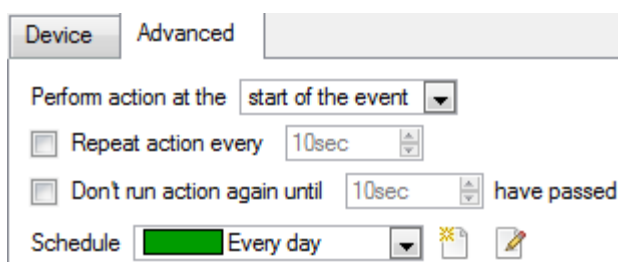 Device Advanced
Perform action at the start of the event
Repeat action every 10sec
Don't run action again until 10sec have passed
Schedule Every day